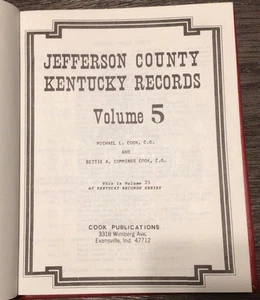 JEFFERSON COUNTY
KENTUCKY RECORDS
Volume 5
MICHAEL L. COOK, C.G.
AND
BETTIE A. CUMMINGS COOK, C.G.
This is Volume 25
of KENTUCKY RECORDS SERIES
COOK PUBLICATIONS
3318 Wimberg Ave.
Evansville, Ind. 47712